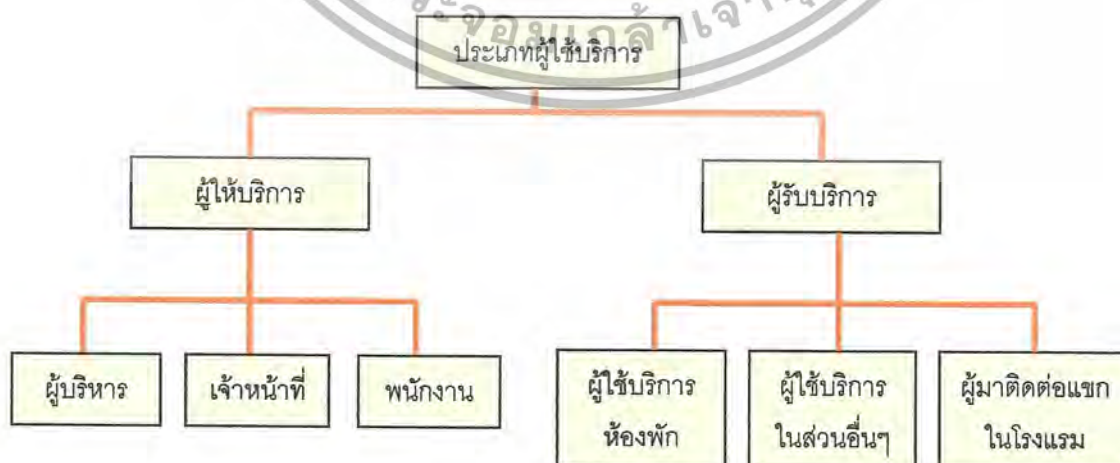 ประเภทผู้ใช้บริการ
ผู้ให้บริการ
ผู้รับบริการ
ผู้บริหาร
เจ้าหน้าที่
พนักงาน
ผู้ใช้บริการ
ห้องพัก
ผู้ใช้บริการ
ในส่วนอื่นๆ
ผู้มาติดต่อแขก
ในโรงแรม